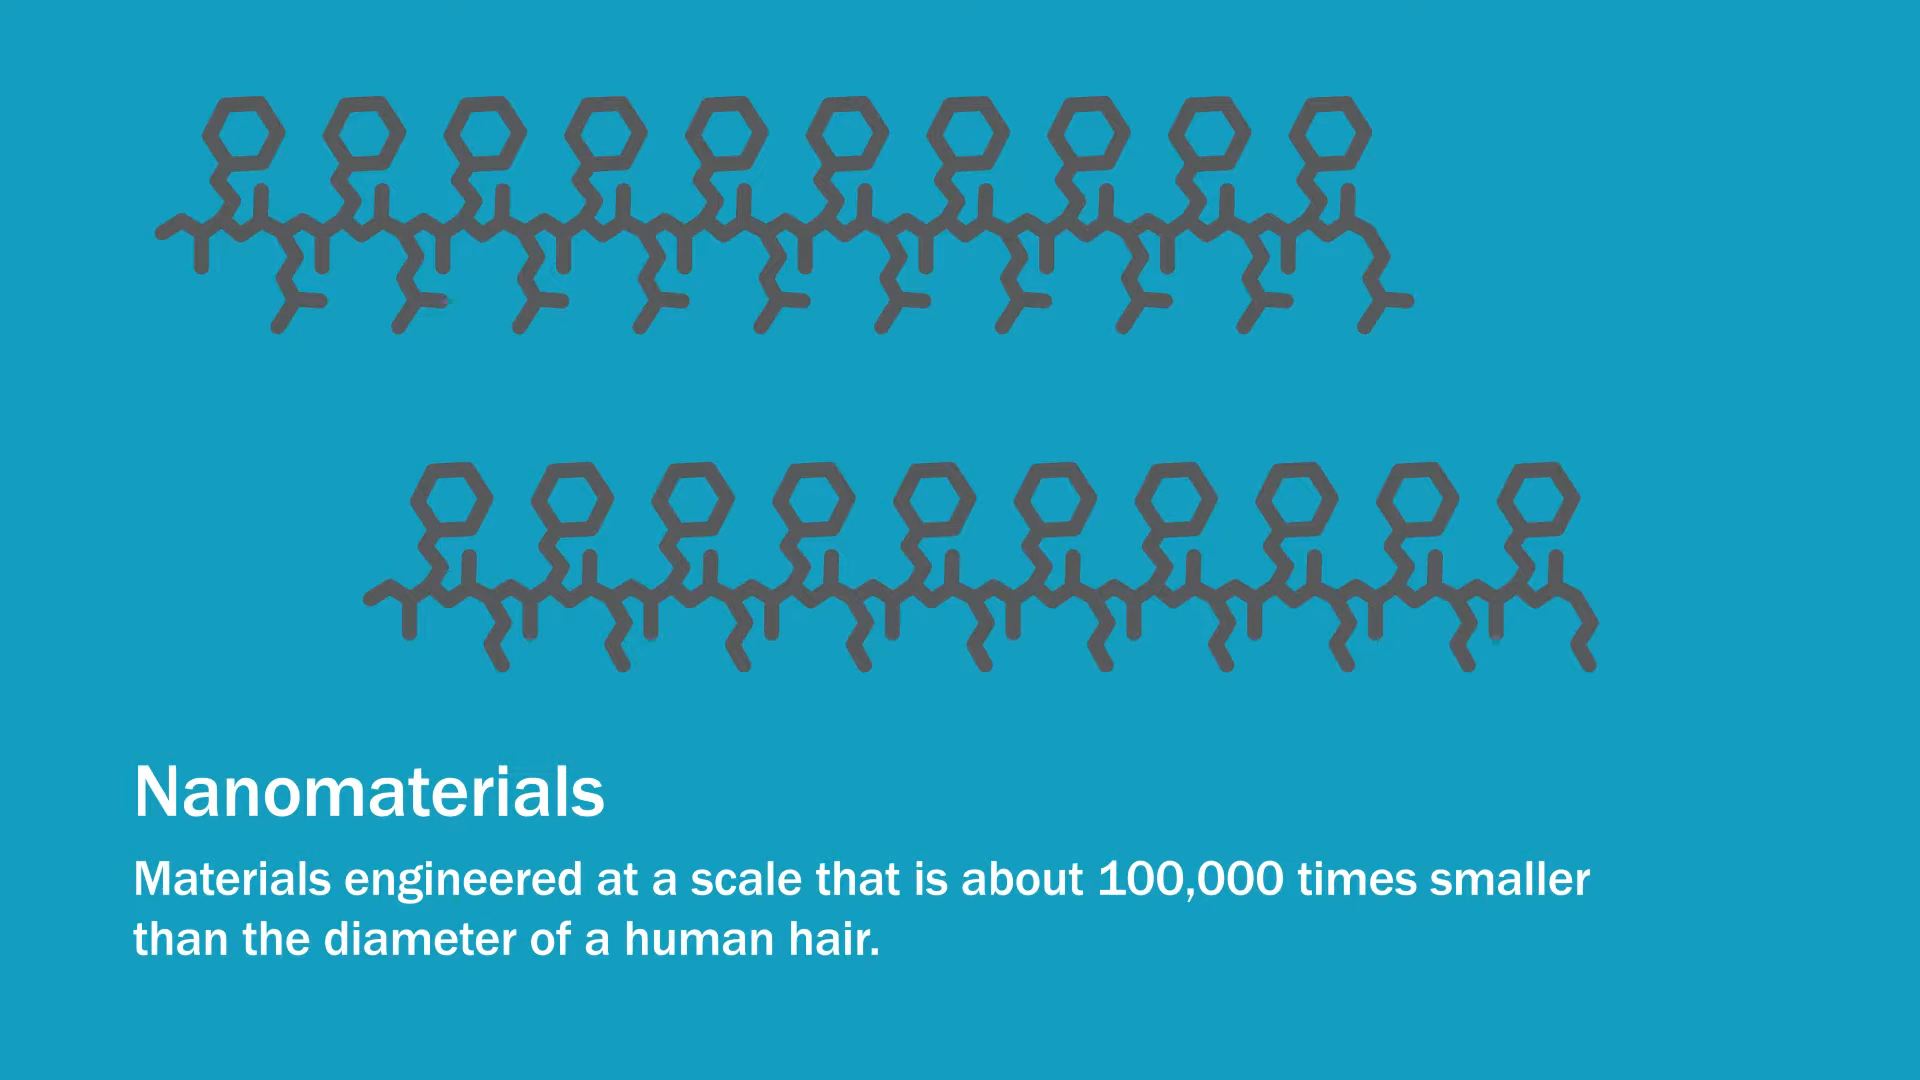 Nanomaterials
Materials engineered at a scale that is about 100,000 times smaller
than the diameter of a human hair.